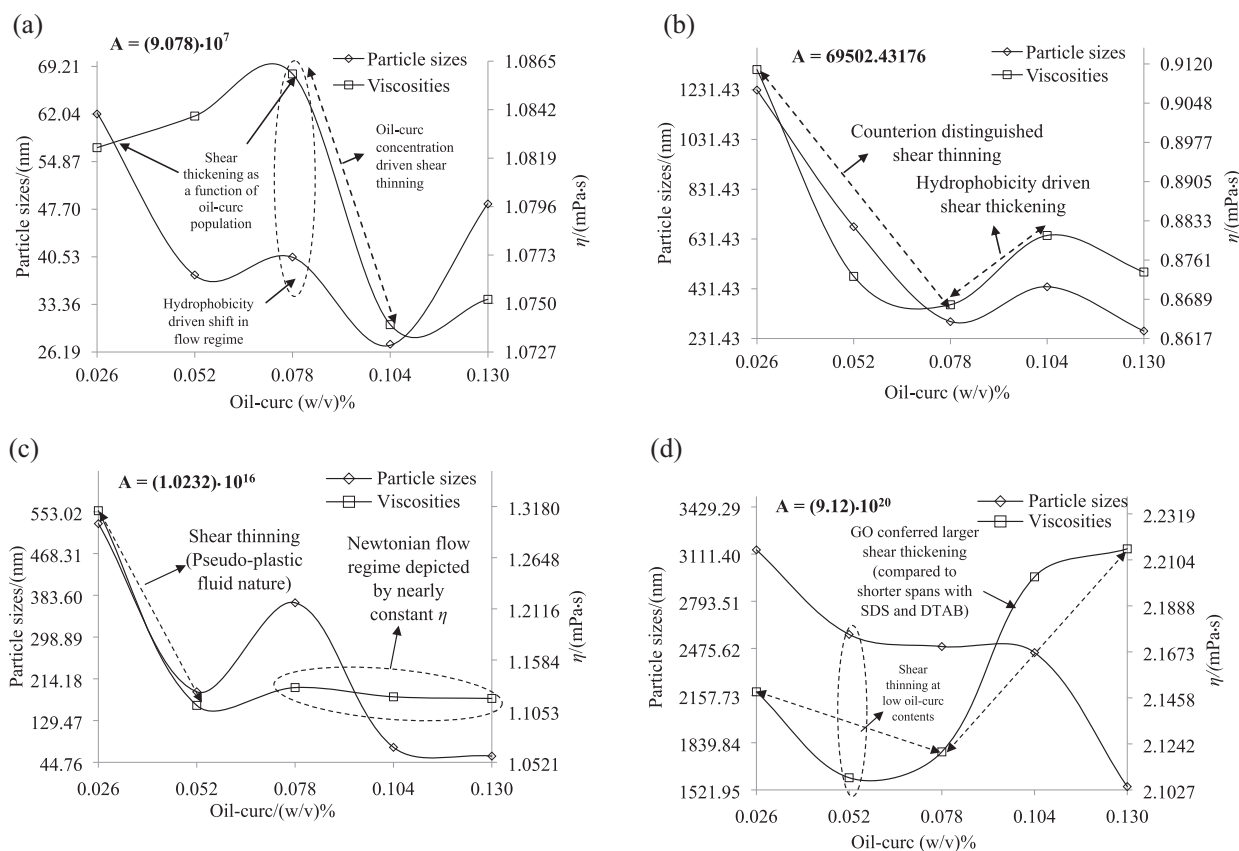 (a)
A = (9.078)·10⁷
Particle sizes
Viscosities
69.21
62.04
54.87
47.70
40.53
33.36
26.19
Particle sizes/(nm)
1.0865
1.0842
1.0819
1.0796
1.0773
1.0750
1.0727
η/(mPa·s)
Shear
thickening as
a function of
oil-curc
population
Oil-curc
concentration
driven shear
thinning
Hydrophobicity
driven shift in
flow regime
0.026 0.052 0.078 0.104 0.130
Oil-curc (w/v)%
(b)
A = 69502.43176
Particle sizes
Viscosities
1231.43
1031.43
831.43
631.43
431.43
231.43
Particle sizes/(nm)
0.9120
0.9048
0.8977
0.8905
0.8833
0.8761
0.8689
0.8617
η/(mPa·s)
Counterion distinguished
shear thinning
Hydrophobicity driven
shear thickening
0.026 0.052 0.078 0.104 0.130
Oil-curc (w/v)%
(c)
A = (1.0232)·10¹⁶
Particle sizes
Viscosities
553.02
468.31
383.60
298.89
214.18
129.47
44.76
Particle sizes/(nm)
1.3180
1.2648
1.2116
1.1584
1.1053
1.0521
η/(mPa·s)
Shear thinning
(Pseudo-plastic
fluid nature)
Newtonian flow
regime depicted
by nearly
constant η
0.026 0.052 0.078 0.104 0.130
Oil-curc/(w/v)%
(d)
A = (9.12)·10²⁰
Particle sizes
Viscosities
3429.29
3111.40
2793.51
2475.62
2157.73
1839.84
1521.95
Particle sizes/(nm)
2.2319
2.2104
2.1888
2.1673
2.1458
2.1242
2.1027
η/(mPa·s)
GO conferred larger
shear thickening
(compared to
shorter spans with
SDS and DTAB)
Shear
thinning at
low oil-curc
contents
0.026 0.052 0.078 0.104 0.130
Oil-curc (w/v)%